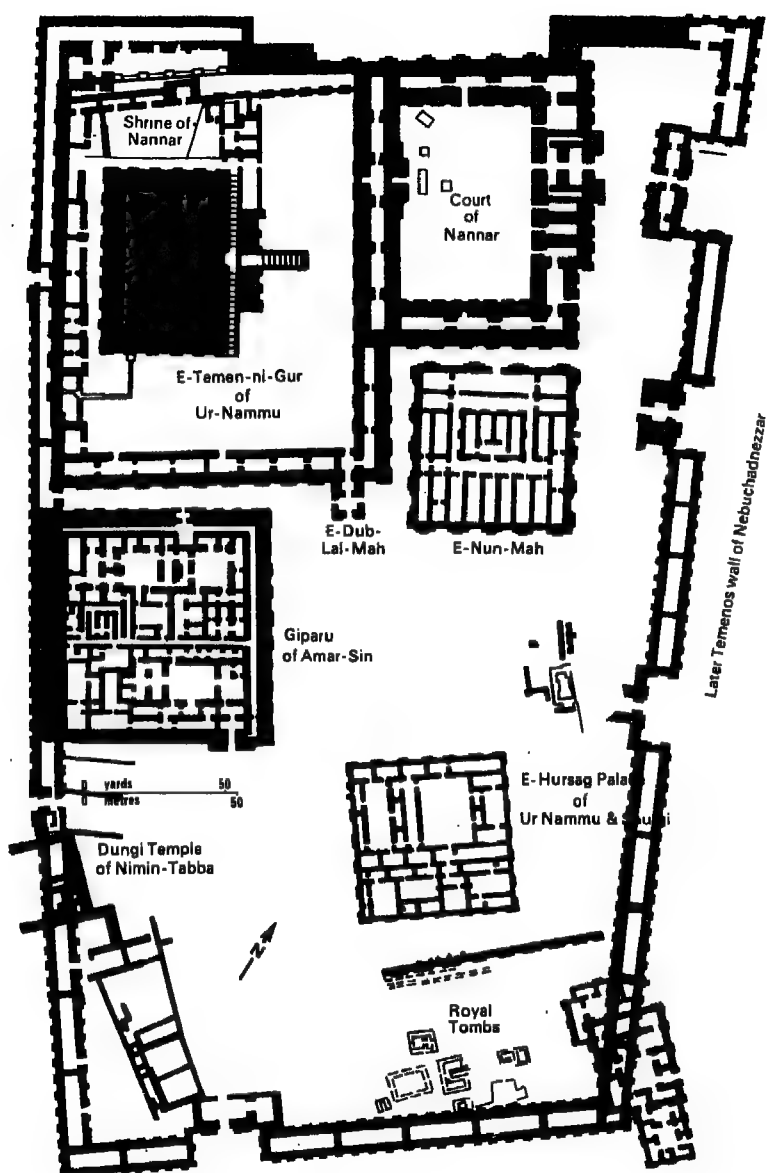 Shrine of
Nannar
Court
of
Nannar
E-Temen-ni-Gur
of
Ur-Nammu
E-Dub-
Lal-Mah
E-Nun-Mah
Later Temenos wall of Nebuchadnezzar
Giparu
of Amar-Sin
0 yards 50
0 metres 50
E-Hursag
of
Ur Nammu &
Dungi Temple
of Nimin-Tabba
N
Royal
Tombs